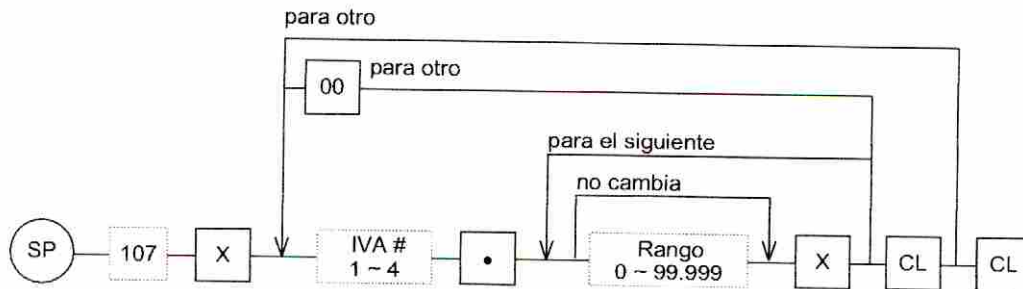 para otro
00
para otro
para el siguiente
no cambia
SP
107
X
IVA #
1 ~ 4
•
Rango
0 ~ 99.999
X
CL
CL